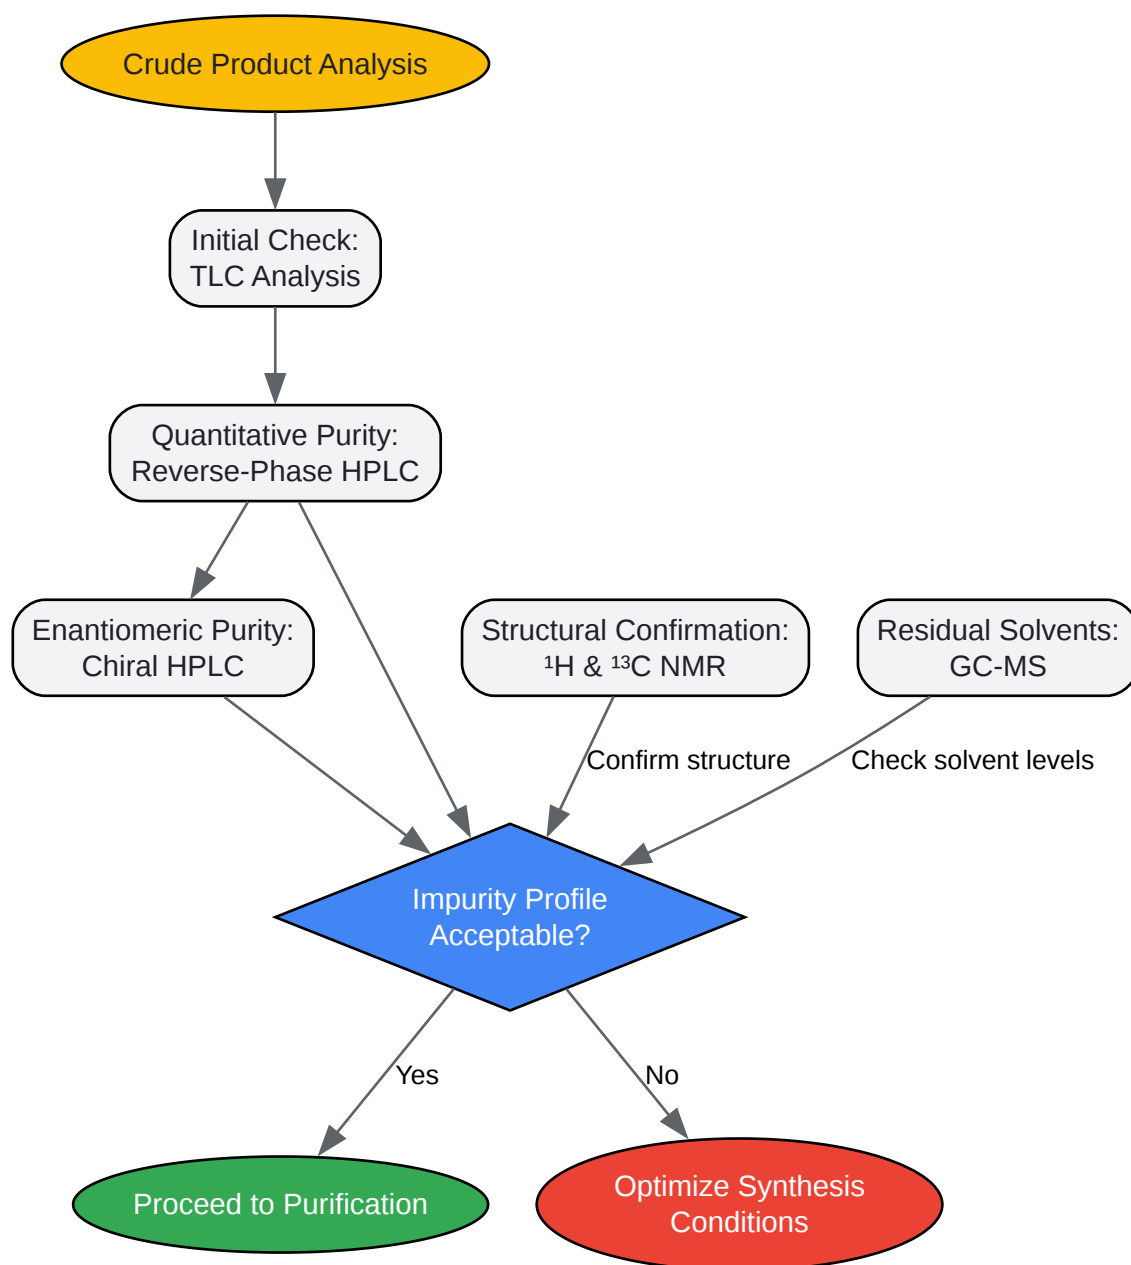 Crude Product Analysis
Initial Check:
TLC Analysis
Quantitative Purity:
Reverse-Phase HPLC
Enantiomeric Purity:
Chiral HPLC
Structural Confirmation:
¹H & ¹³C NMR
Residual Solvents:
GC-MS
Confirm structure
Check solvent levels
Impurity Profile
Acceptable?
Yes
No
Proceed to Purification
Optimize Synthesis
Conditions